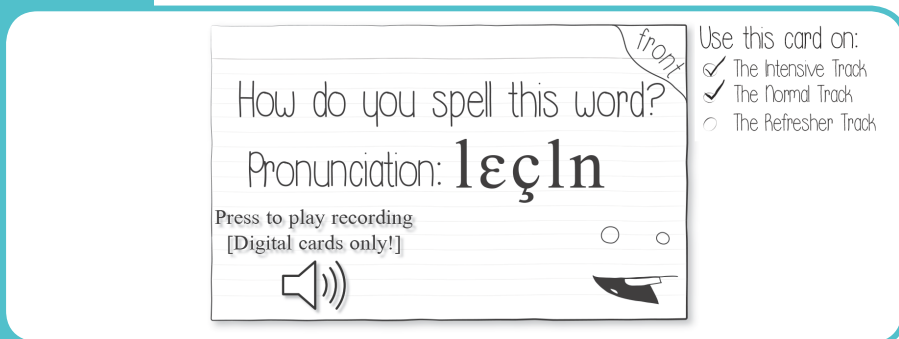 front
How do you spell this word?
Pronunciation: lɛçln
Press to play recording
[Digital cards only!]
Use this card on:
The Intensive Track
The Normal Track
The Refresher Track